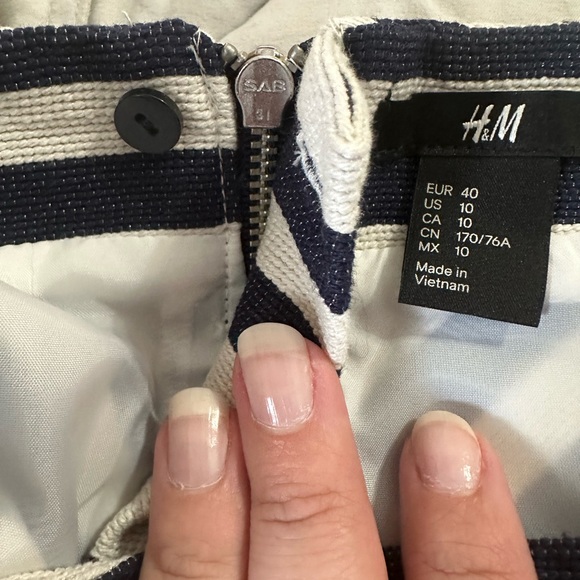 SAB
H&M
EUR 40
US 10
CA 10
CN 170/76A
MX 10
Made in
Vietnam